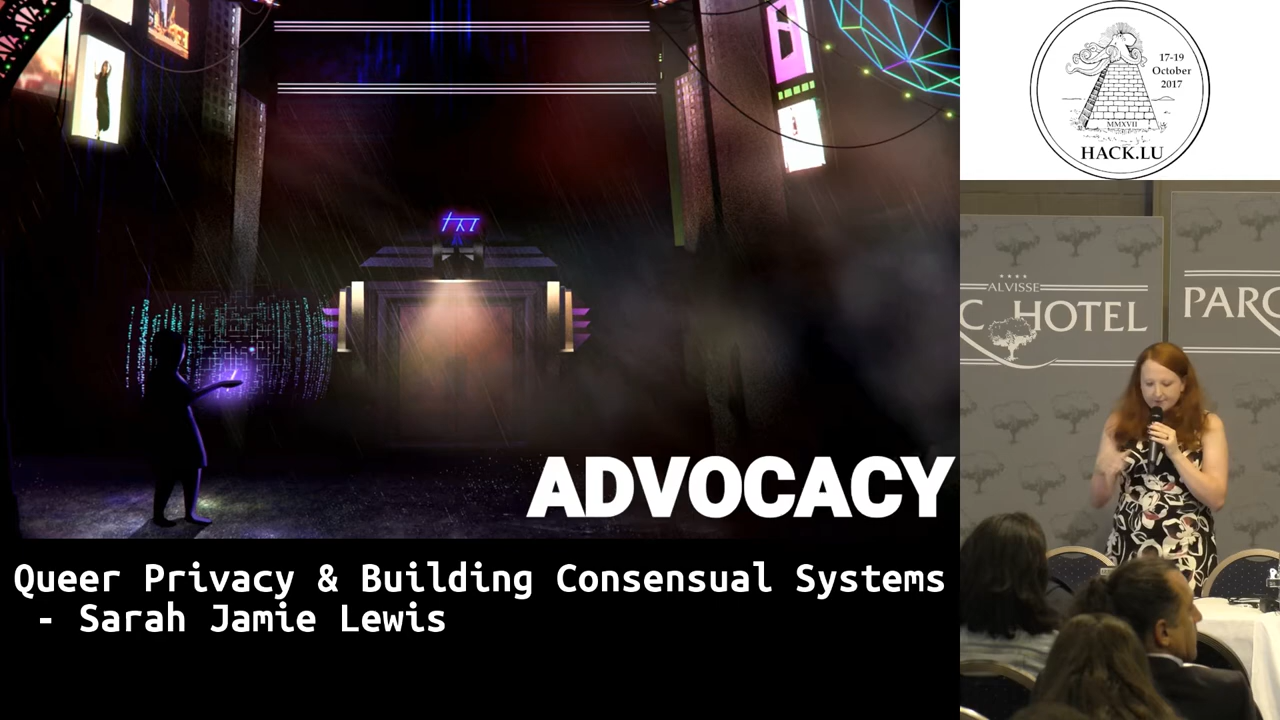 ADVOCACY
Queer Privacy & Building Consensual Systems
- Sarah Jamie Lewis
17-19
October
2017
MMXVII
HACK.LU
ALVISSE
C HOTEL
PARC